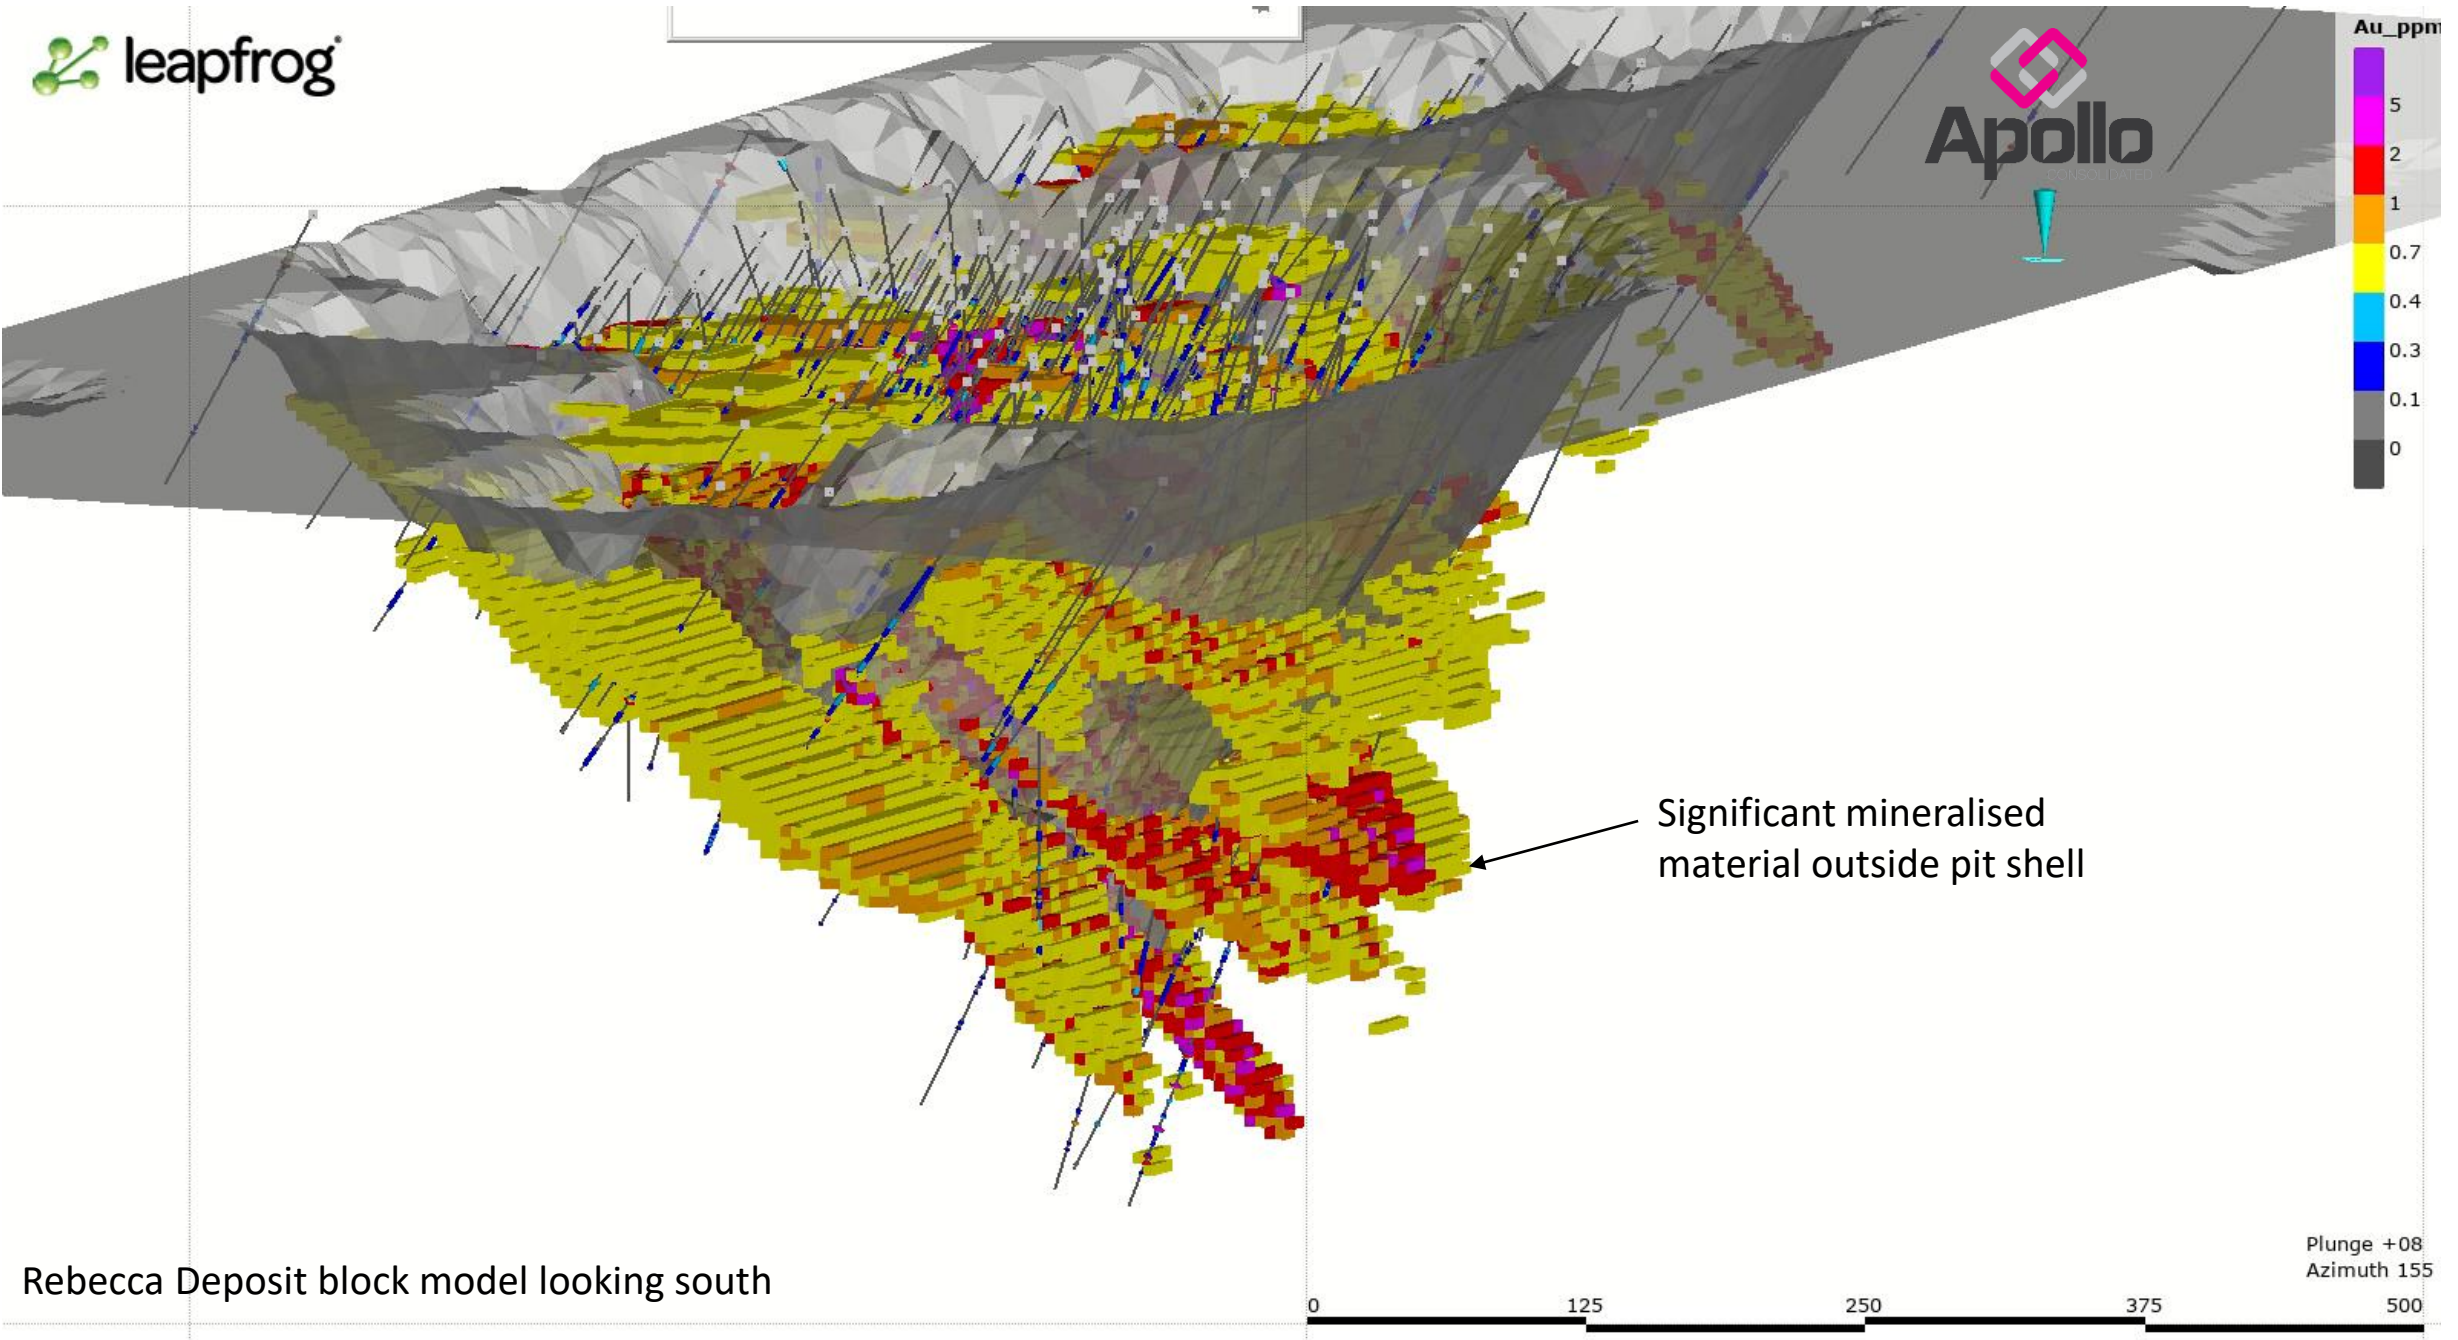 leapfrog
Au_ppm
5
2
1
0.7
0.4
0.3
0.1
0
Apollo
CONSOLIDATED
Significant mineralised
material outside pit shell
Rebecca Deposit block model looking south
Plunge +08
Azimuth 155
0 125 250 375 500